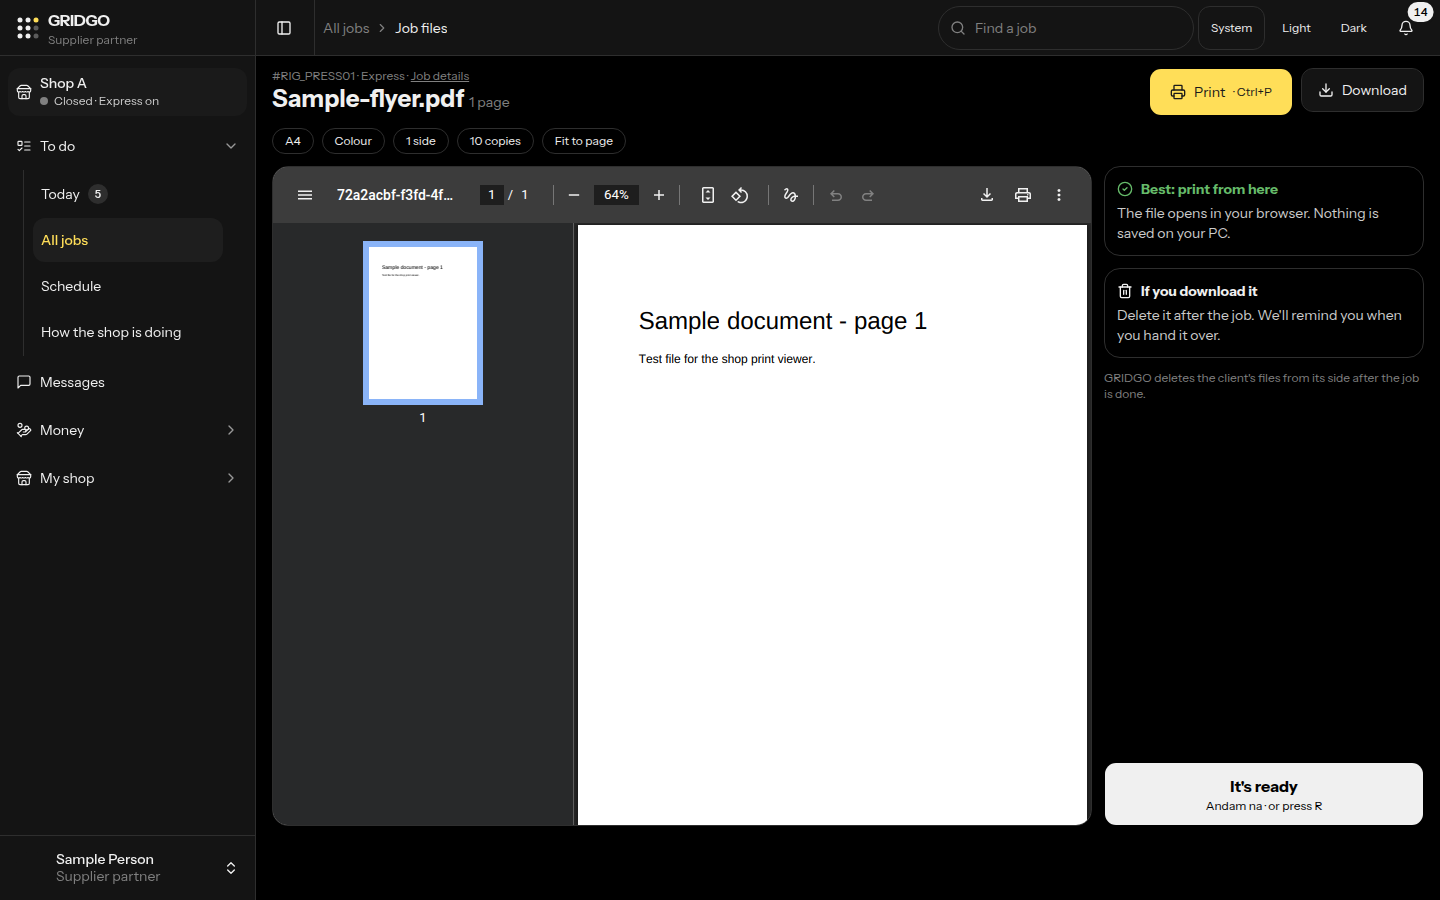 GRIDGO
Supplier partner
All jobs > Job files
Find a job
System
Light
Dark
14
Shop A
Closed · Express on
To do
Today 5
All jobs
Schedule
How the shop is doing
Messages
Money
My shop
Sample Person
Supplier partner
#RIG_PRESS01 · Express · Job details
Sample-flyer.pdf 1 page
Print · Ctrl+P
Download
A4
Colour
1 side
10 copies
Fit to page
72a2acbf-f3fd-4f...
1 / 1
64%
Sample document - page 1
1
Sample document - page 1
Test file for the shop print viewer.
Best: print from here
The file opens in your browser. Nothing is
saved on your PC.
If you download it
Delete it after the job. We'll remind you when
you hand it over.
GRIDGO deletes the client's files from its side after the job
is done.
It's ready
Andam na · or press R